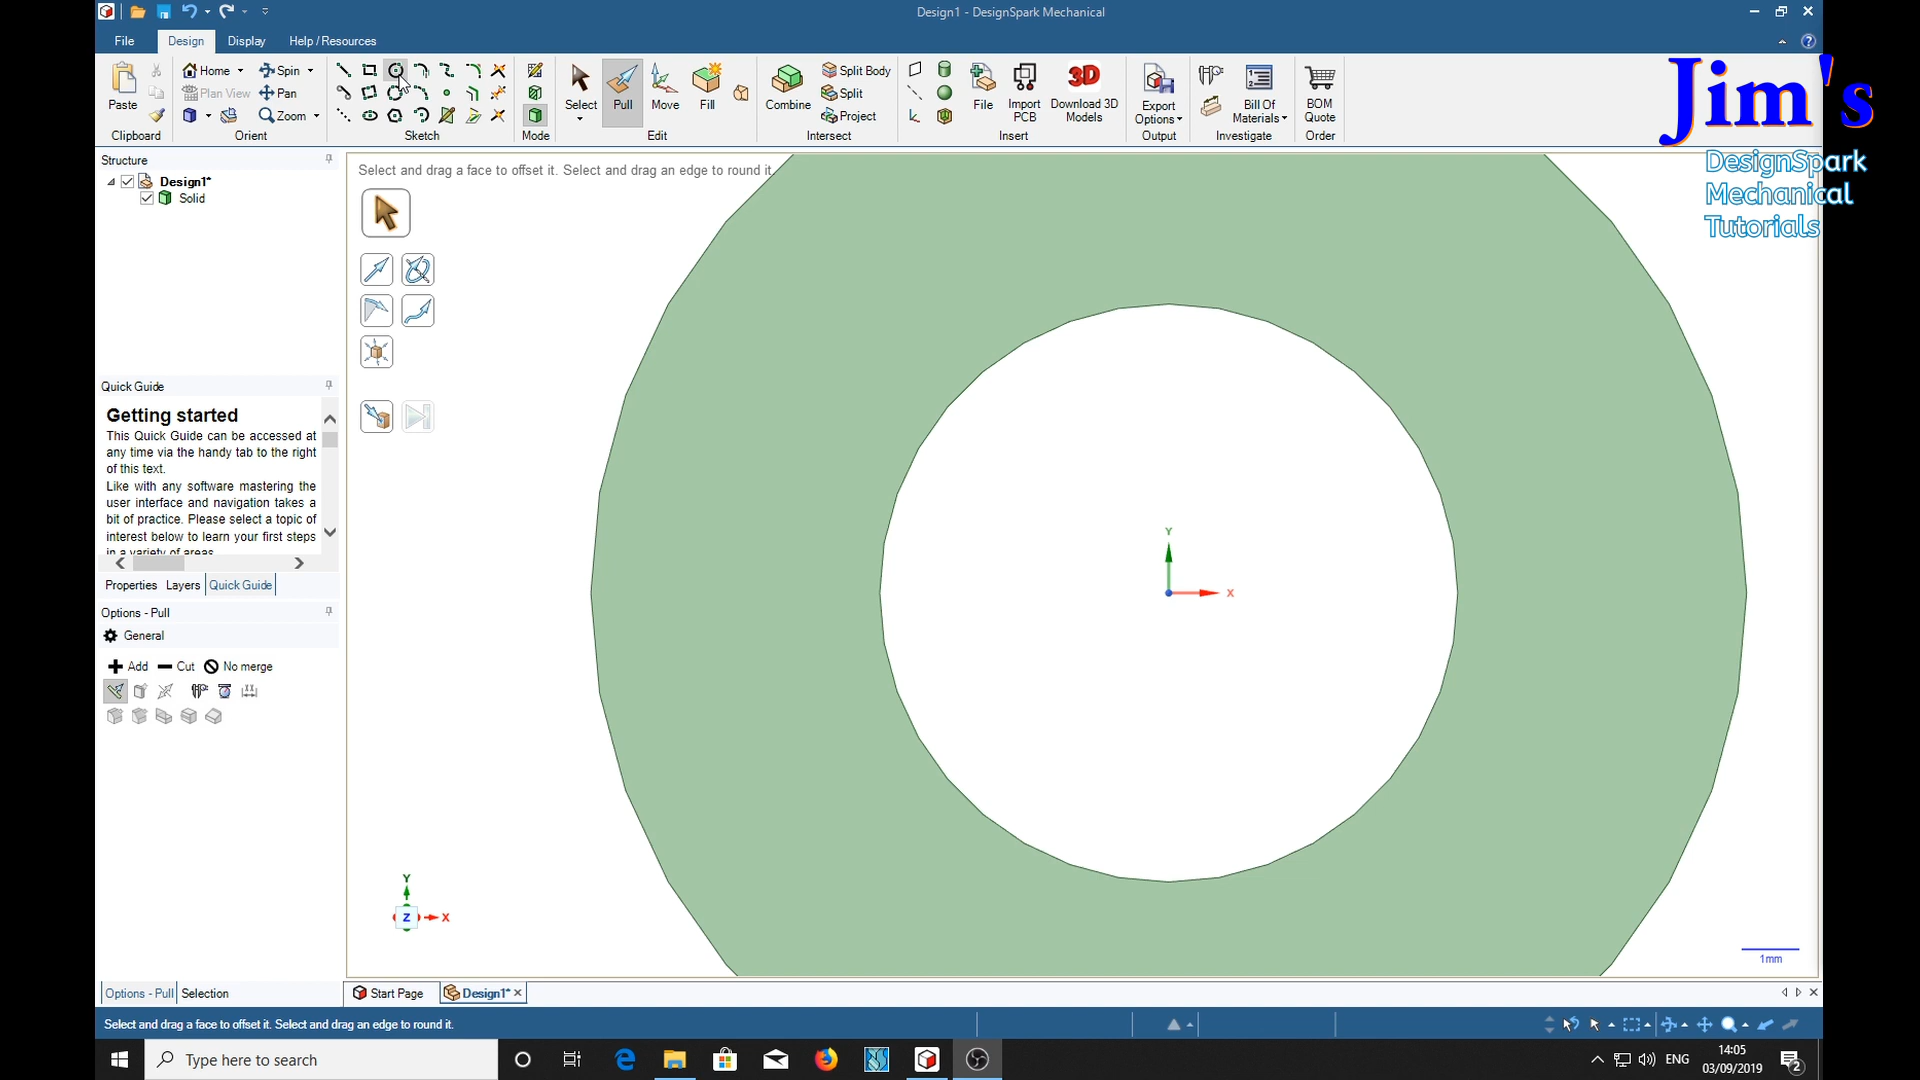 Design1 - DesignSpark Mechanical
File Design Display Help / Resources
Paste
Clipboard
Home
Plan View
Spin
Pan
Zoom
Orient
Sketch
Mode
Select Pull Move Fill
Edit
Combine
Split Body
Split
Project
Intersect
File
Import PCB
Download 3D Models
3D
Insert
Export Options
Output
Bill Of Materials
Investigate
BOM Quote
Order
Jim's
DesignSpark
Mechanical
Tutorials
Structure
Design1*
Solid
Select and drag a face to offset it. Select and drag an edge to round it.
Quick Guide
Getting started
This Quick Guide can be accessed at
any time via the handy tab to the right
of this text.
Like with any software mastering the
user interface and navigation takes a
bit of practice. Please select a topic of
interest below to learn your first steps
in a variety of areas.
Properties Layers Quick Guide
Options - Pull
General
Add Cut No merge
Y
X
Y
Z
X
1mm
Options - Pull Selection
Start Page Design1*
Select and drag a face to offset it. Select and drag an edge to round it.
Type here to search
ENG
14:05
03/09/2019
2